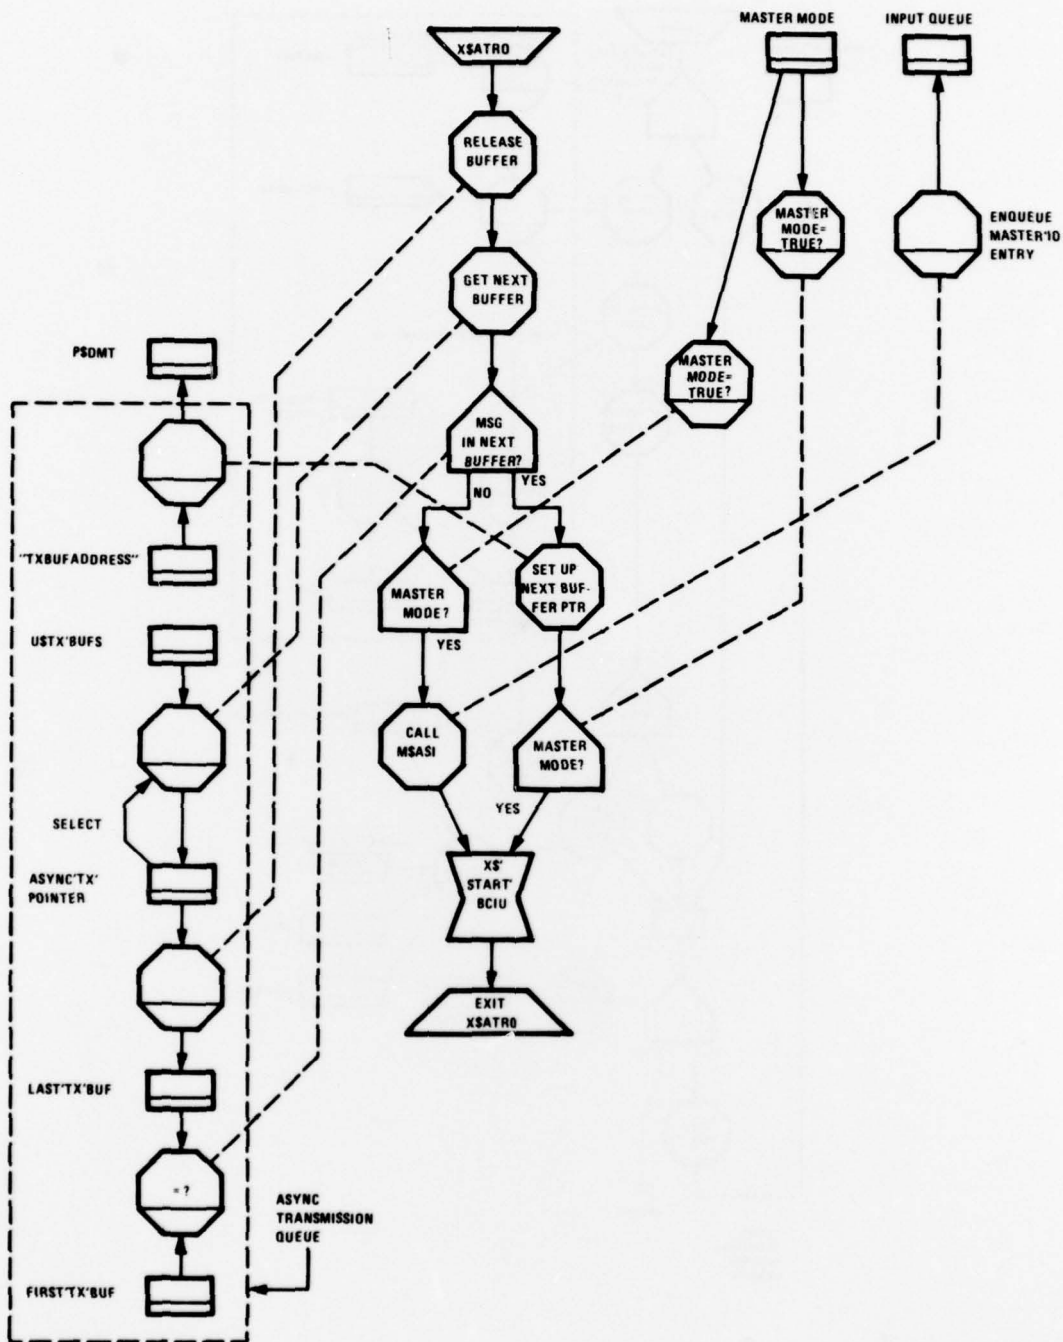 MASTER MODE
INPUT QUEUE
X$ATRQ
RELEASE
BUFFER
MASTER
MODE=
TRUE?
ENQUEUE
MASTER'IO
ENTRY
GET NEXT
BUFFER
P$DMT
MASTER
MODE=
TRUE?
MSG
IN NEXT
BUFFER?
NO
YES
"TXBUFADDRESS"
MASTER
MODE?
SET UP
NEXT BUF-
FER PTR
U$TX'BUFS
YES
CALL
M$ASI
MASTER
MODE?
SELECT
YES
ASYNC'TX'
POINTER
X$'
START'
BCIU
EXIT
X$ATRQ
LAST'TX'BUF
= ?
ASYNC
TRANSMISSION
QUEUE
FIRST'TX'BUF